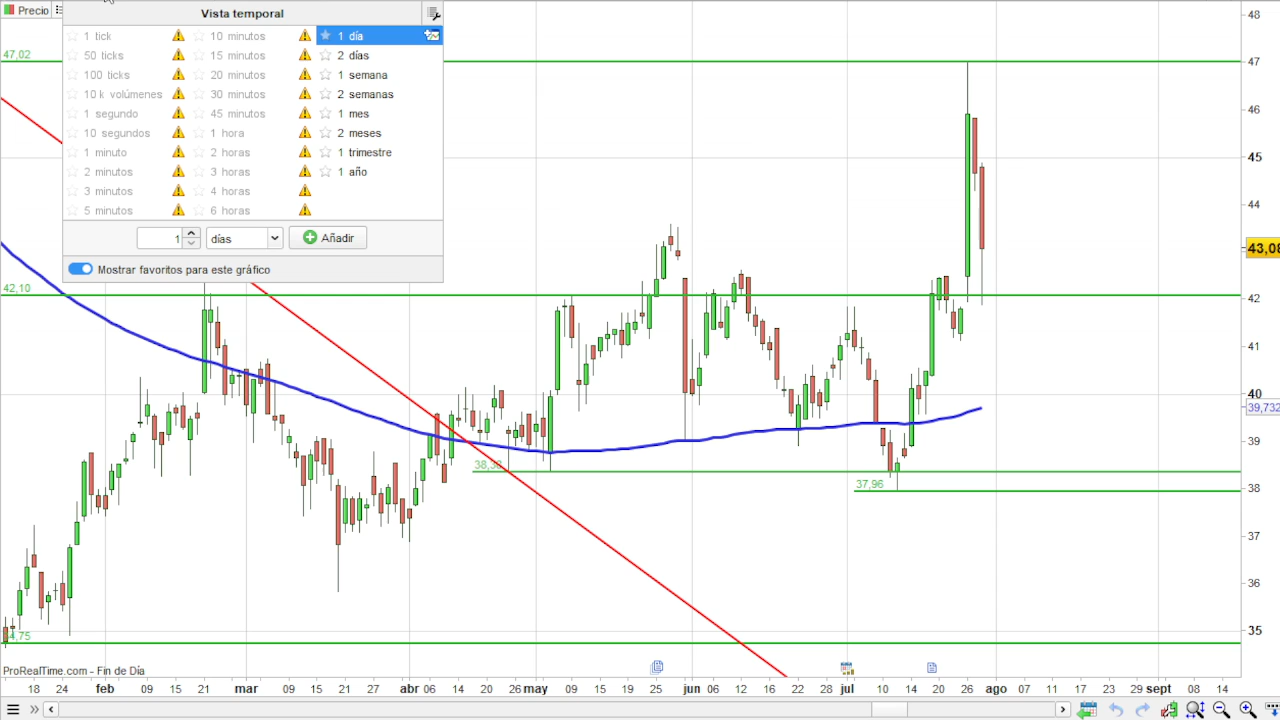 Precio
Vista temporal
1 tick
10 minutos
1 día
50 ticks
15 minutos
2 días
100 ticks
20 minutos
1 semana
10 k volúmenes
30 minutos
2 semanas
1 segundo
45 minutos
1 mes
10 segundos
1 hora
2 meses
1 minuto
2 horas
1 trimestre
2 minutos
3 horas
1 año
3 minutos
4 horas
5 minutos
6 horas
1
días
Añadir
Mostrar favoritos para este gráfico
47,02
42,10
38,38
37,96
48
47
46
45
44
43,08
42
41
40
39,732
39
38
37
36
35
ProRealTime.com - Fin de Día
18 24 feb 09 15 21 mar 09 16 21 27 abr 06 14 20 26 may 09 15 19 25 jun 06 12 16 22 28 jul 10 14 20 26 ago 07 11 17 23 29 sept 08 14